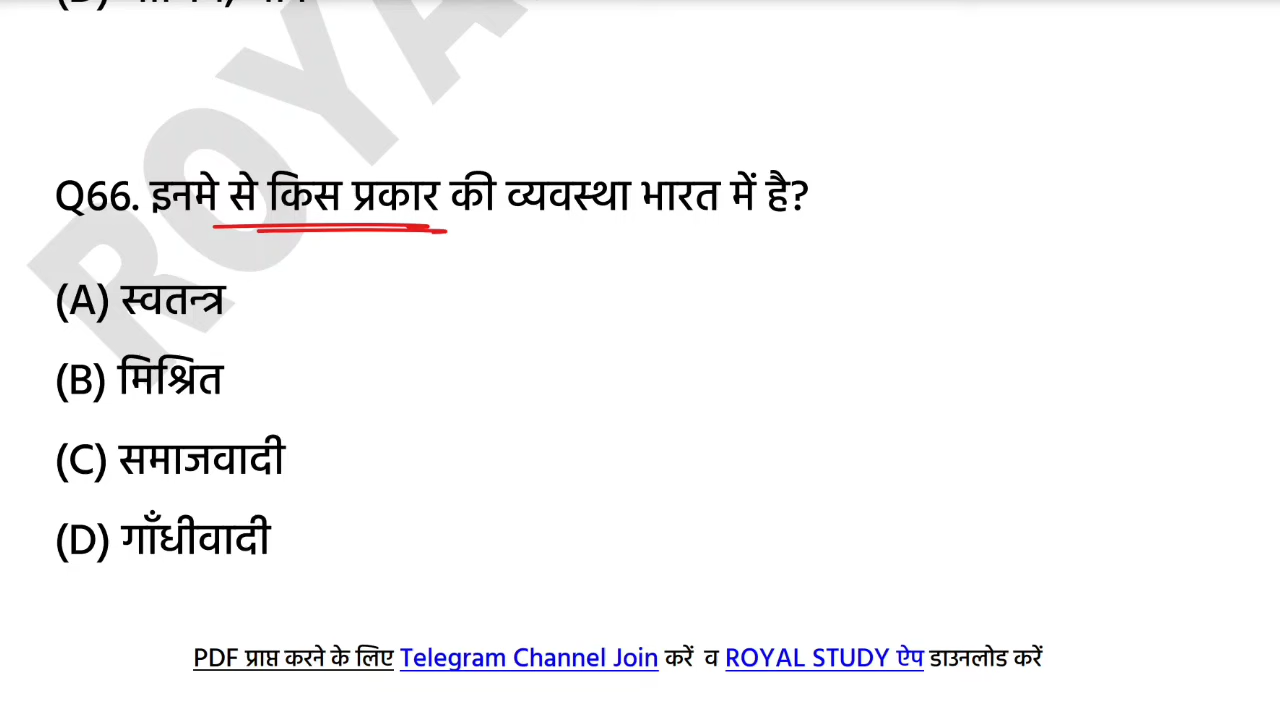 Q66. इनमे से किस प्रकार की व्यवस्था भारत में है?
(A) स्वतन्त्र
(B) मिश्रित
(C) समाजवादी
(D) गाँधीवादी
PDF प्राप्त करने के लिए Telegram Channel Join करें व ROYAL STUDY ऐप डाउनलोड करें